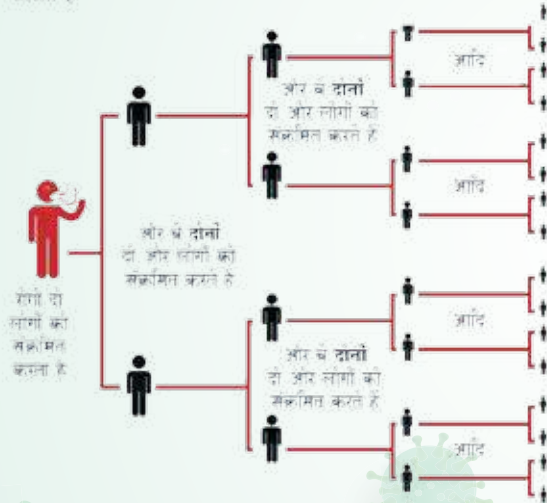 रोगी दो
लोगों को
संक्रमित
करता है
और वे दोनों
दो और लोगों को
संक्रमित करते है
और वे दोनों
दो और लोगों को
संक्रमित करते है
और वे दोनों
दो और लोगों को
संक्रमित करते है
आदि
आदि
आदि
आदि